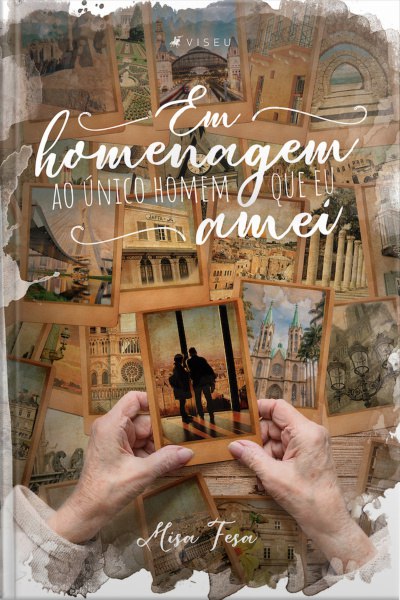 VISEU
Em
homenagem
AO ÚNICO HOMEM QUE EU
amei
Misa Fesa